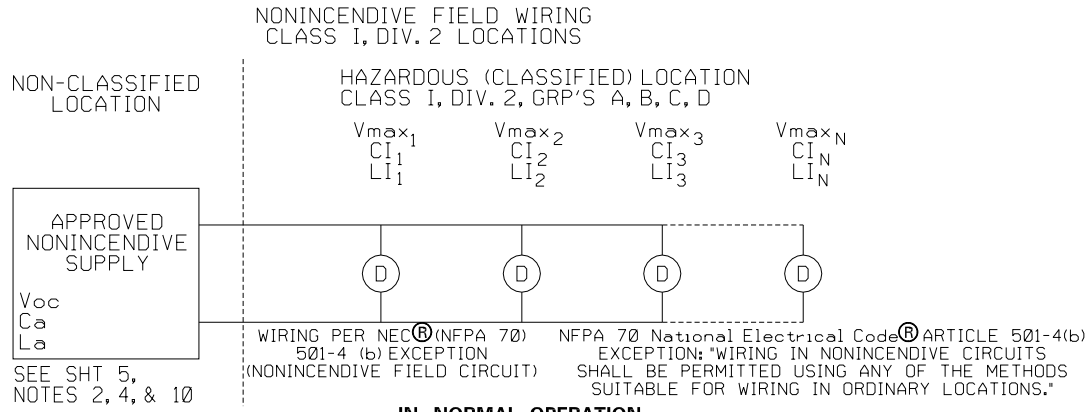 NONINCENDIVE FIELD WIRING
CLASS I, DIV. 2 LOCATIONS
NON-CLASSIFIED
LOCATION
HAZARDOUS (CLASSIFIED) LOCATION
CLASS I, DIV. 2, GRP'S A, B, C, D
Vmax1 Vmax2 Vmax3 VmaxN
CI1 CI2 CI3 CIN
LI1 LI2 LI3 LIN
APPROVED
NONINCENDIVE
SUPPLY
D D D D
Voc
Ca
La
SEE SHT 5,
NOTES 2, 4, & 10
WIRING PER NEC® (NFPA 70)
501-4 (b) EXCEPTION
(NONINCENDIVE FIELD CIRCUIT)
NFPA 70 National Electrical Code® ARTICLE 501-4(b)
EXCEPTION: "WIRING IN NONINCENDIVE CIRCUITS
SHALL BE PERMITTED USING ANY OF THE METHODS
SUITABLE FOR WIRING IN ORDINARY LOCATIONS."
IN NORMAL OPERATION